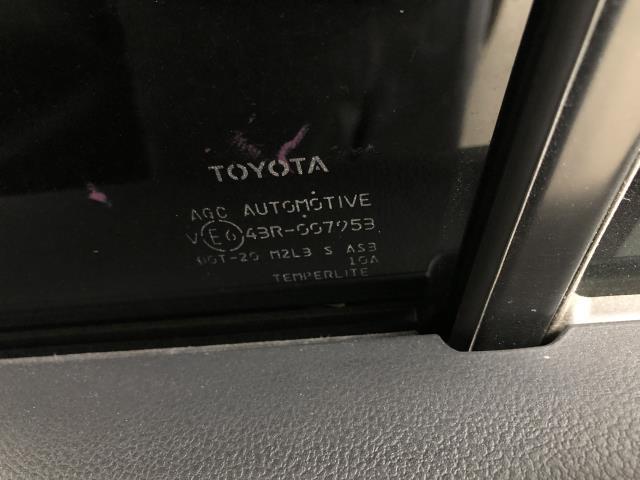 TOYOTA
AGC AUTOMOTIVE
V E6 43R-007953
DOT-20 M2L3 S AS3
10A
TEMPERLITE